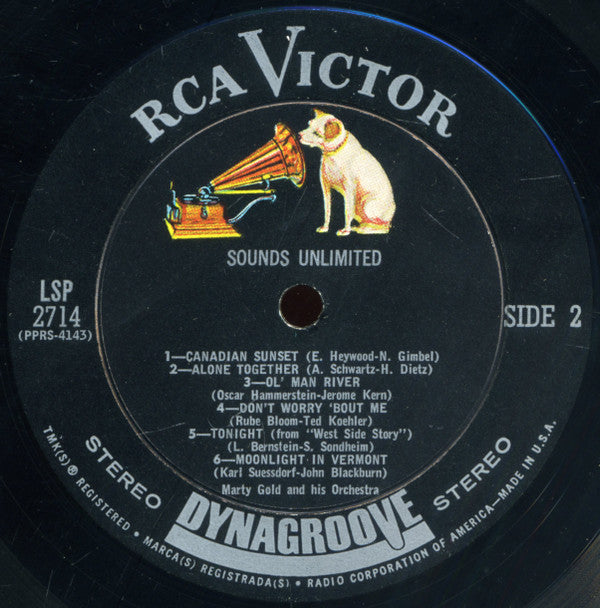 RCA VICTOR
SOUNDS UNLIMITED
LSP
2714
(PPRS-4143)
SIDE 2
1—CANADIAN SUNSET (E. Heywood-N. Gimbel)
2—ALONE TOGETHER (A. Schwartz-H. Dietz)
3—OL' MAN RIVER
(Oscar Hammerstein-Jerome Kern)
4—DON'T WORRY 'BOUT ME
(Rube Bloom-Ted Koehler)
5—TONIGHT (from "West Side Story")
(L. Bernstein-S. Sondheim)
6—MOONLIGHT IN VERMONT
(Karl Suessdorf-John Blackburn)
Marty Gold and his Orchestra
STEREO DYNAGROOVE STEREO
TMK(S) ® REGISTERED • MARCA(S) REGISTRADA(S) • RADIO CORPORATION OF AMERICA—MADE IN U.S.A.